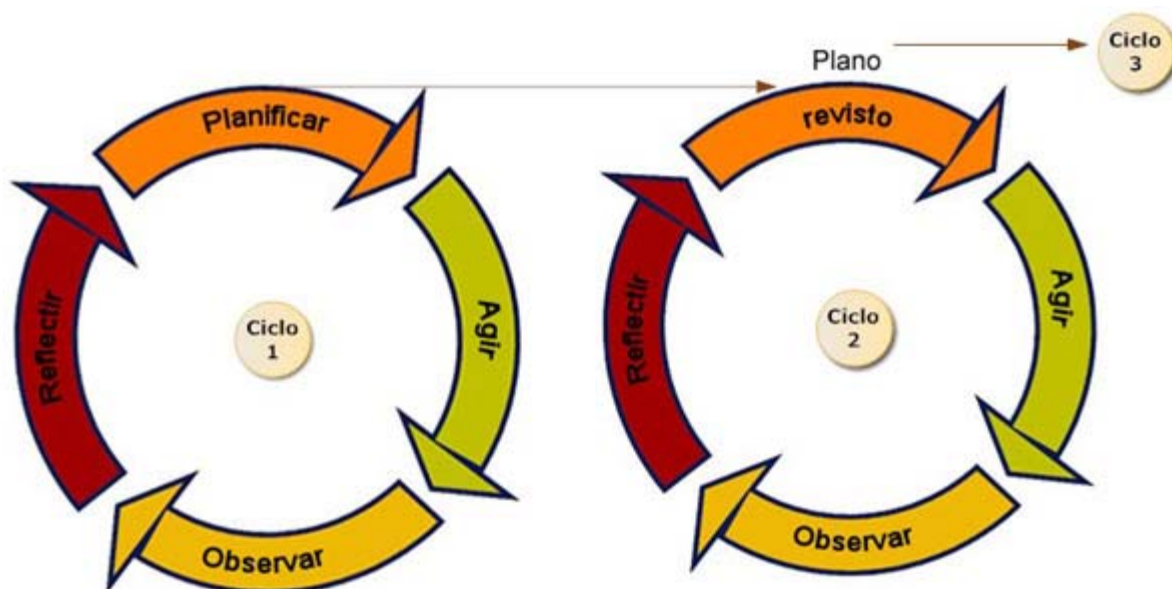 Planificar
Agir
Observar
Reflectir
Ciclo
1
Plano
revisto
Agir
Observar
Reflectir
Ciclo
2
Ciclo
3